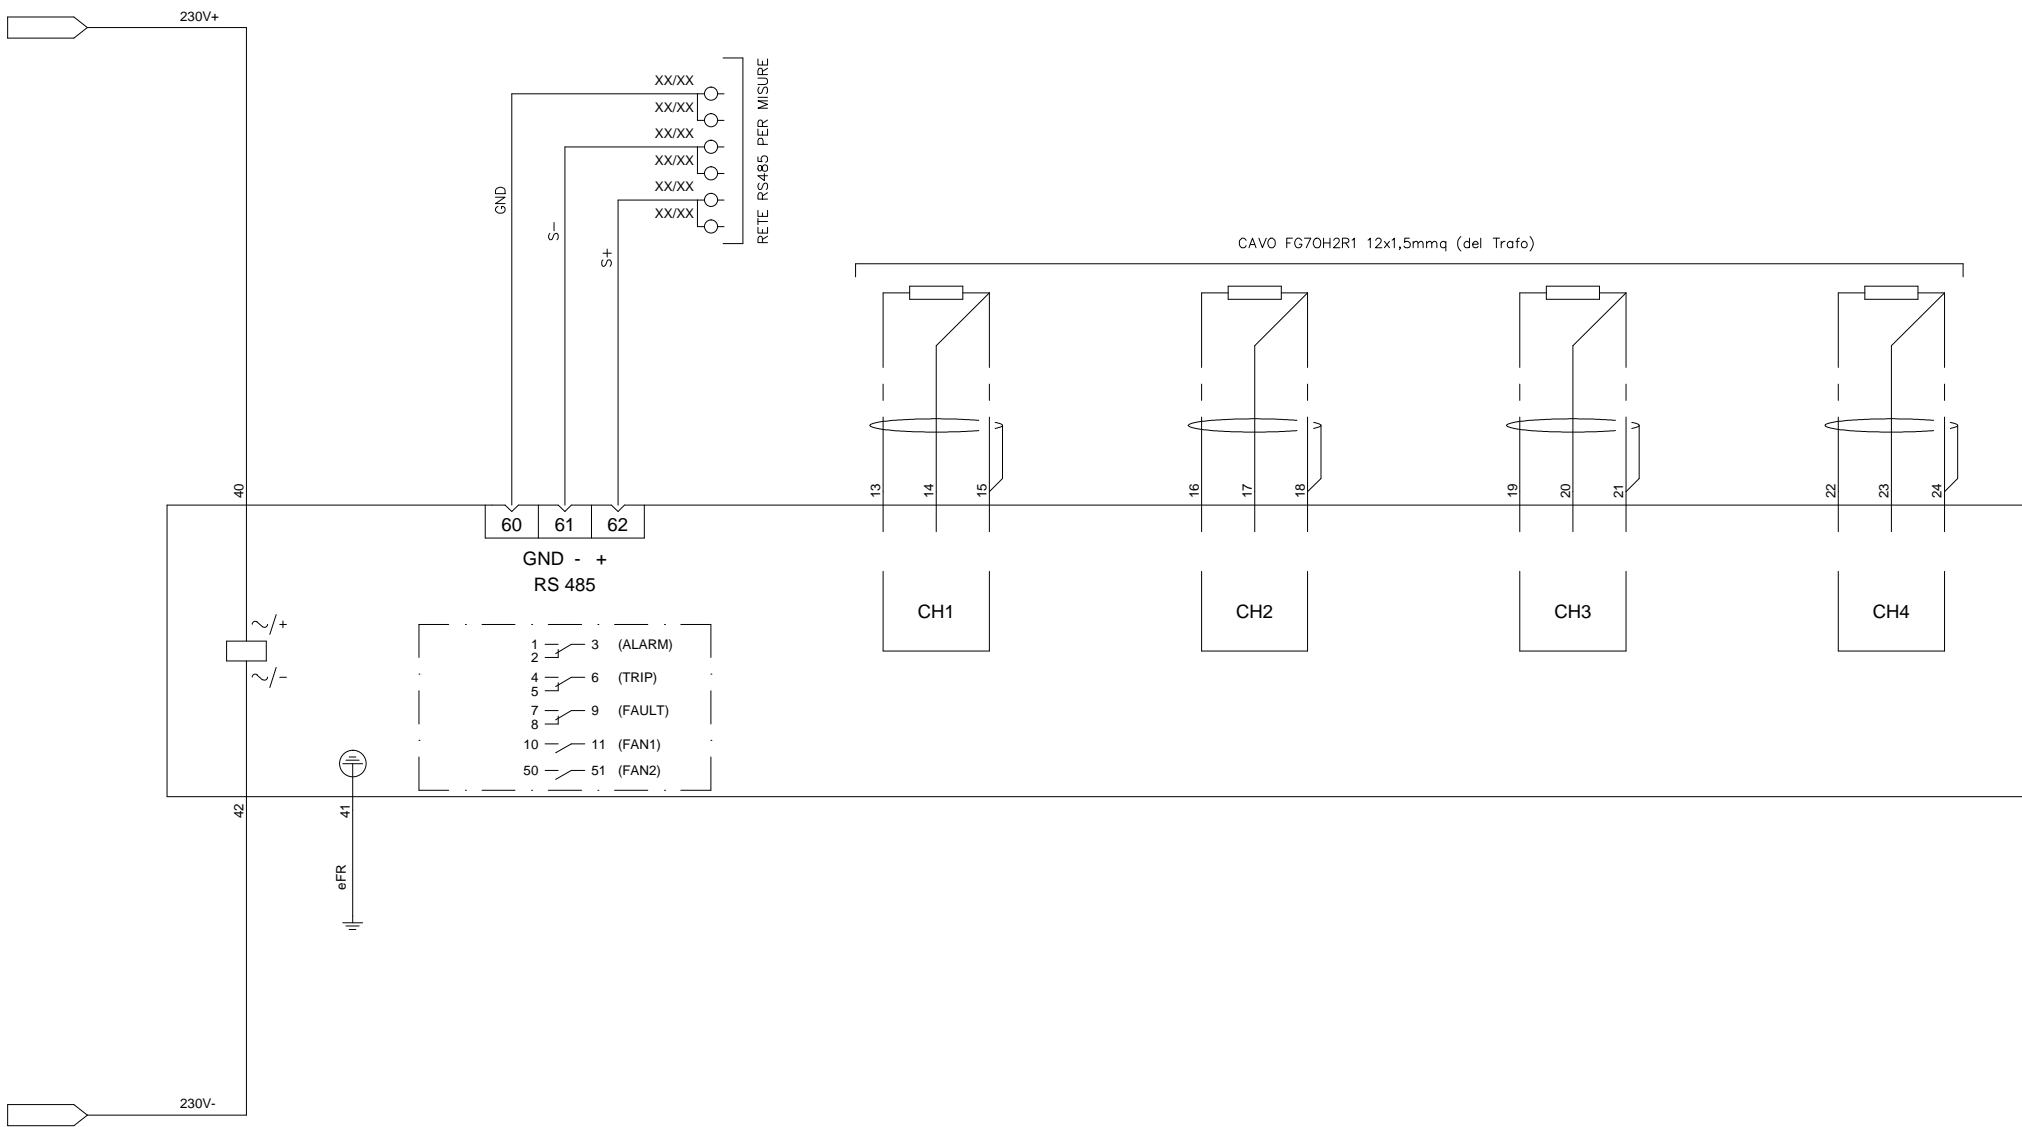 230V+
XX/XX
XX/XX
XX/XX
XX/XX
XX/XX
XX/XX
RETE RS485 PER MISURE
GND
S-
S+
CAVO FG7OH2R1 12x1,5mmq (del Trafo)
40
13
14
15
16
17
18
19
20
21
22
23
24
60 61 62
GND - +
RS 485
CH1
CH2
CH3
CH4
~/+
~/-
1 3 (ALARM)
2
4 6 (TRIP)
5
7 9 (FAULT)
8
10 11 (FAN1)
50 51 (FAN2)
42
41
eFR
230V-